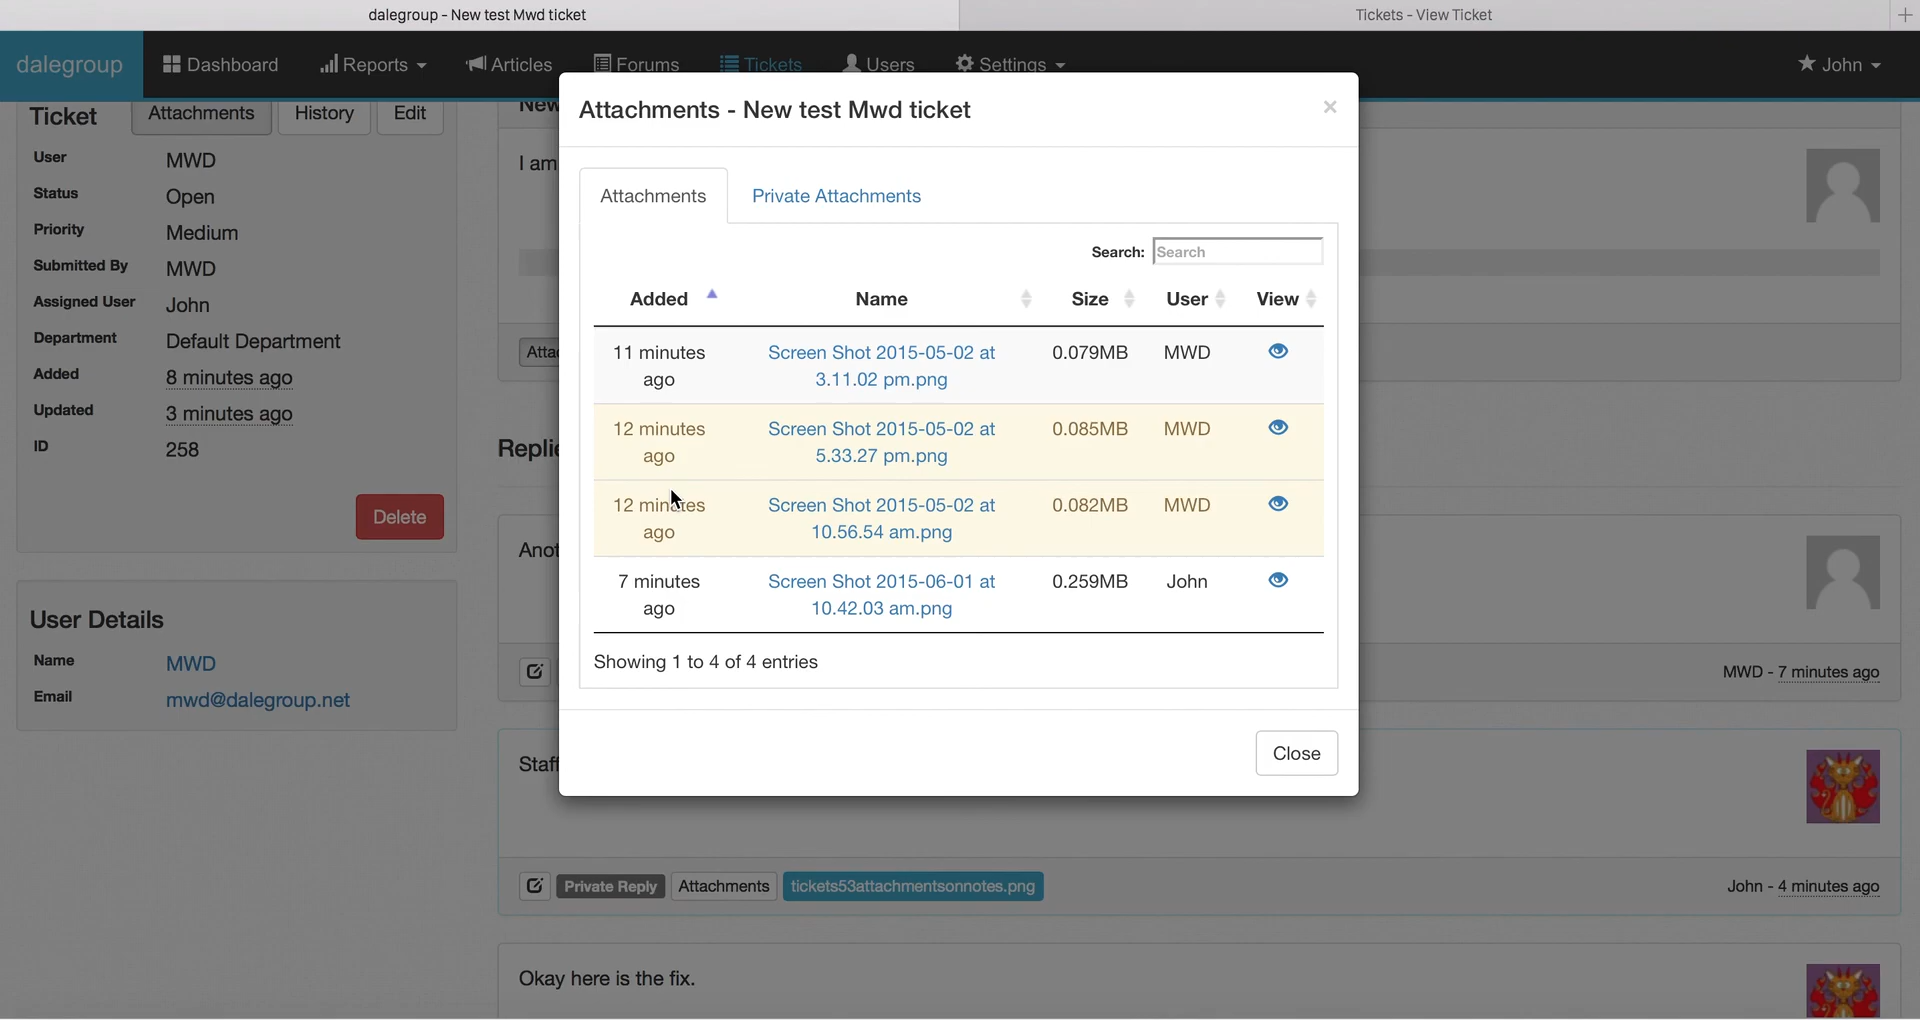 dalegroup - New test Mwd ticket
Tickets - View Ticket
dalegroup
Dashboard
Reports
Articles
Forums
Tickets
Users
Settings
John
Ticket
Attachments
History
Edit
User MWD
Status Open
Priority Medium
Submitted By MWD
Assigned User John
Department Default Department
Added 8 minutes ago
Updated 3 minutes ago
ID 258
Delete
User Details
Name MWD
Email mwd@dalegroup.net
New
I am
Atta
Replie
Anot
Staff
Attachments - New test Mwd ticket
×
Attachments
Private Attachments
Search: Search
Added Name Size User View
11 minutes
ago
Screen Shot 2015-05-02 at
3.11.02 pm.png
0.079MB MWD
12 minutes
ago
Screen Shot 2015-05-02 at
5.33.27 pm.png
0.085MB MWD
12 minutes
ago
Screen Shot 2015-05-02 at
10.56.54 am.png
0.082MB MWD
7 minutes
ago
Screen Shot 2015-06-01 at
10.42.03 am.png
0.259MB John
Showing 1 to 4 of 4 entries
Close
MWD - 7 minutes ago
Private Reply
Attachments
tickets53attachmentsonnotes.png
John - 4 minutes ago
Okay here is the fix.